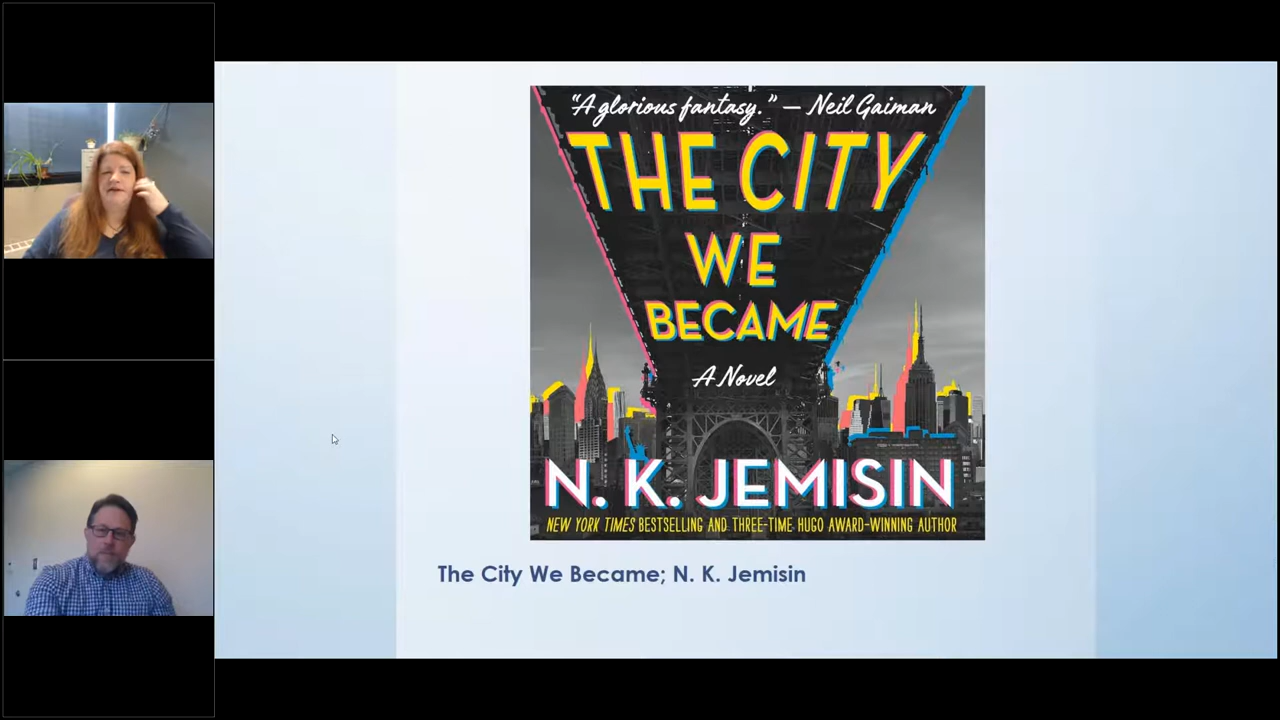 “A glorious fantasy.” — Neil Gaiman
THE CITY
WE
BECAME
A Novel
N. K. JEMISIN
NEW YORK TIMES BESTSELLING AND THREE-TIME HUGO AWARD-WINNING AUTHOR
The City We Became; N. K. Jemisin